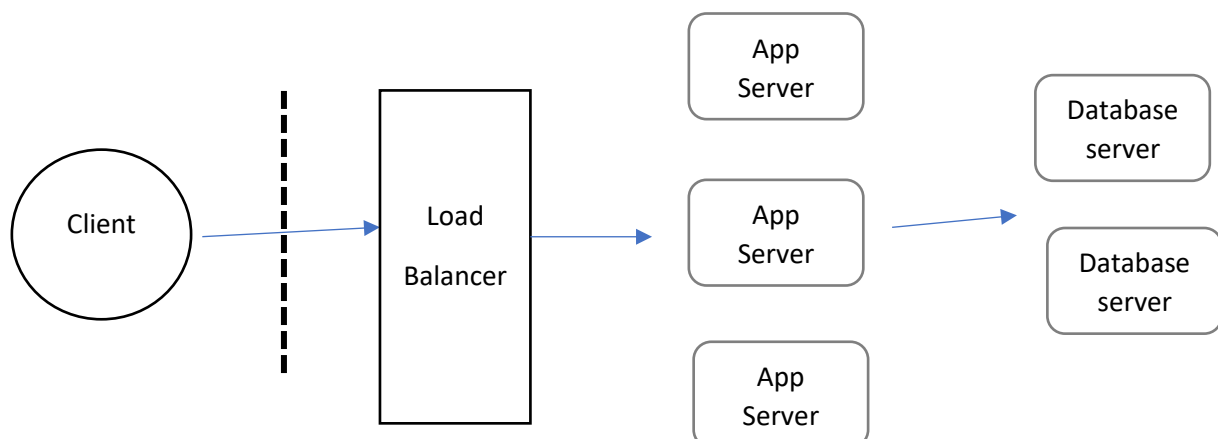 Client
Load
Balancer
App
Server
App
Server
App
Server
Database
server
Database
server